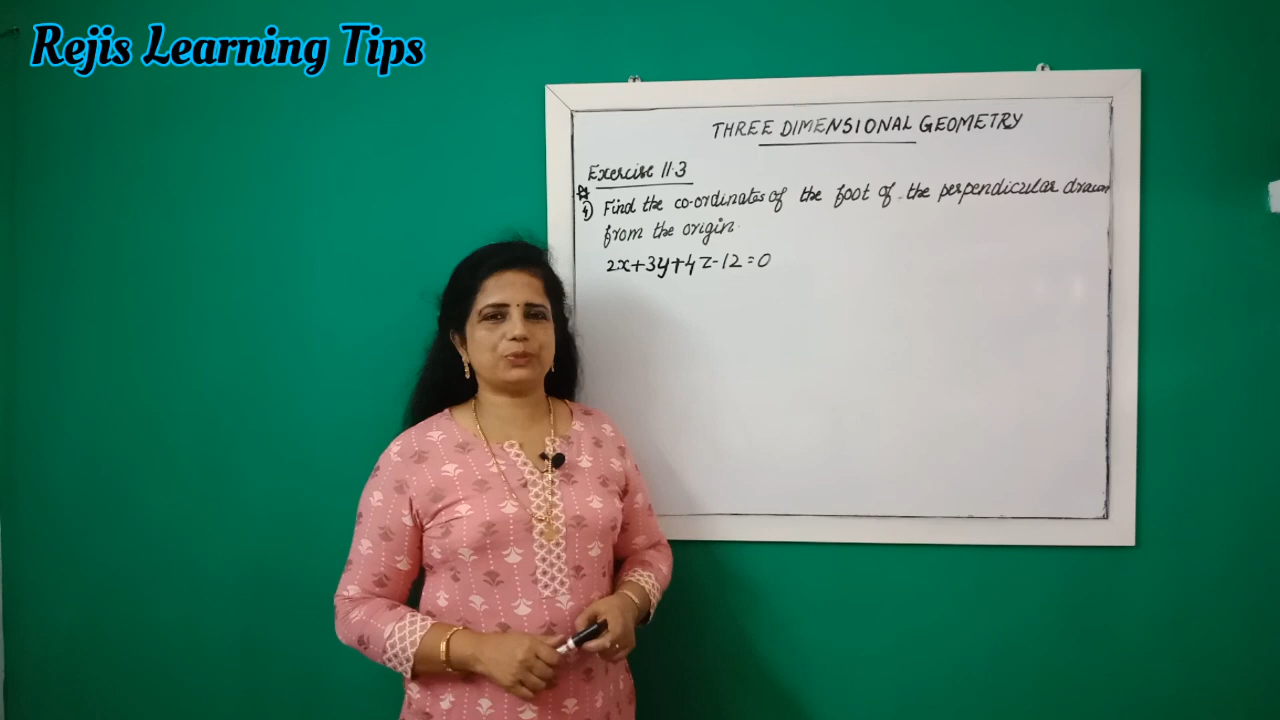 Rejis Learning Tips
THREE DIMENSIONAL GEOMETRY
Exercise 11.3
4) Find the co-ordinates of the foot of the perpendicular drawn
from the origin.
2x+3y+4z-12=0